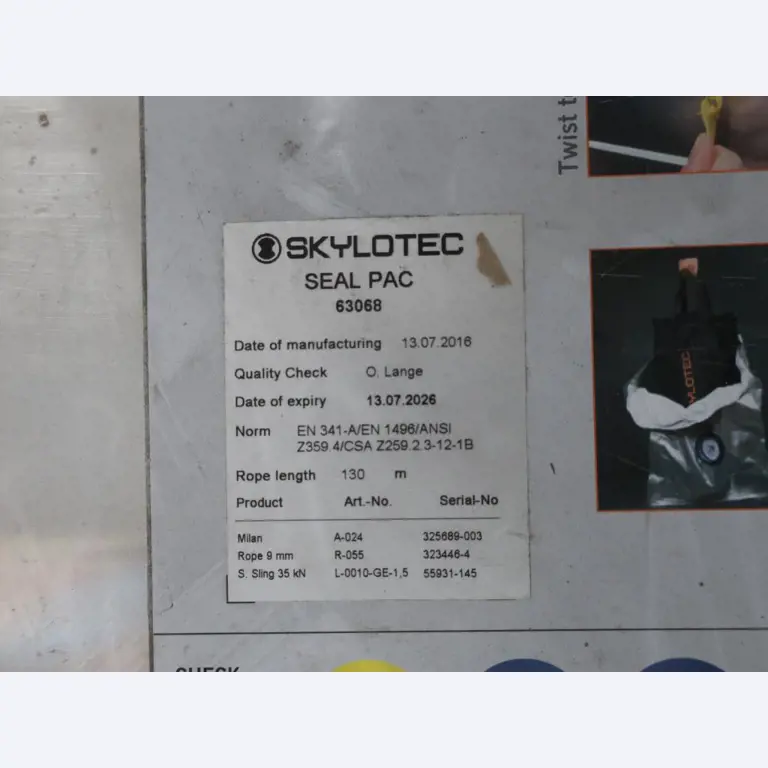 Twist t
SKYLOTEC
SEAL PAC
63068
Date of manufacturing 13.07.2016
Quality Check O. Lange
Date of expiry 13.07.2026
Norm EN 341-A/EN 1496/ANSI
Z359.4/CSA Z259.2.3-12-1B
Rope length 130 m
Product Art.-No. Serial-No
Milan A-024 325689-003
Rope 9 mm R-055 323446-4
S. Sling 35 kN L-0010-GE-1,5 55931-145
YLOTEC
CHECK